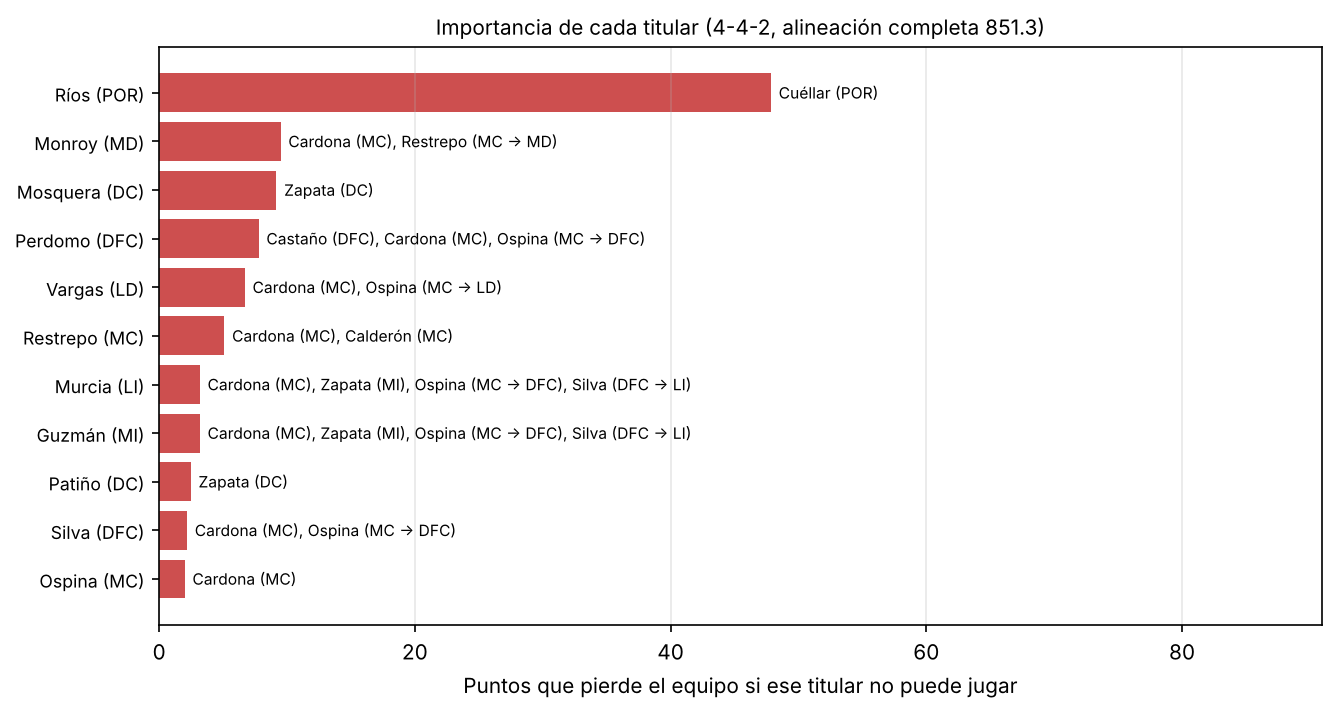 Importancia de cada titular (4-4-2, alineación completa 851.3)
Ríos (POR) Cuéllar (POR)
Monroy (MD) Cardona (MC), Restrepo (MC → MD)
Mosquera (DC) Zapata (DC)
Perdomo (DFC) Castaño (DFC), Cardona (MC), Ospina (MC → DFC)
Vargas (LD) Cardona (MC), Ospina (MC → LD)
Restrepo (MC) Cardona (MC), Calderón (MC)
Murcia (LI) Cardona (MC), Zapata (MI), Ospina (MC → DFC), Silva (DFC → LI)
Guzmán (MI) Cardona (MC), Zapata (MI), Ospina (MC → DFC), Silva (DFC → LI)
Patiño (DC) Zapata (DC)
Silva (DFC) Cardona (MC), Ospina (MC → DFC)
Ospina (MC) Cardona (MC)
0 20 40 60 80
Puntos que pierde el equipo si ese titular no puede jugar